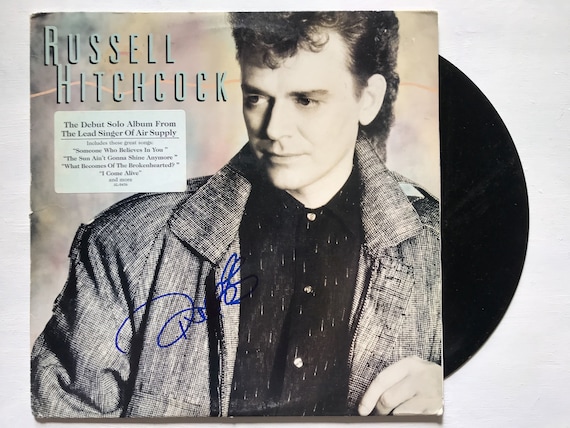 RUSSELL
HITCHCOCK
The Debut Solo Album From
The Lead Singer Of Air Supply
Includes these great songs:
"Someone Who Believes In You"
"The Sun Ain't Gonna Shine Anymore"
"What Becomes Of The Brokenhearted?"
"I Come Alive"
and more